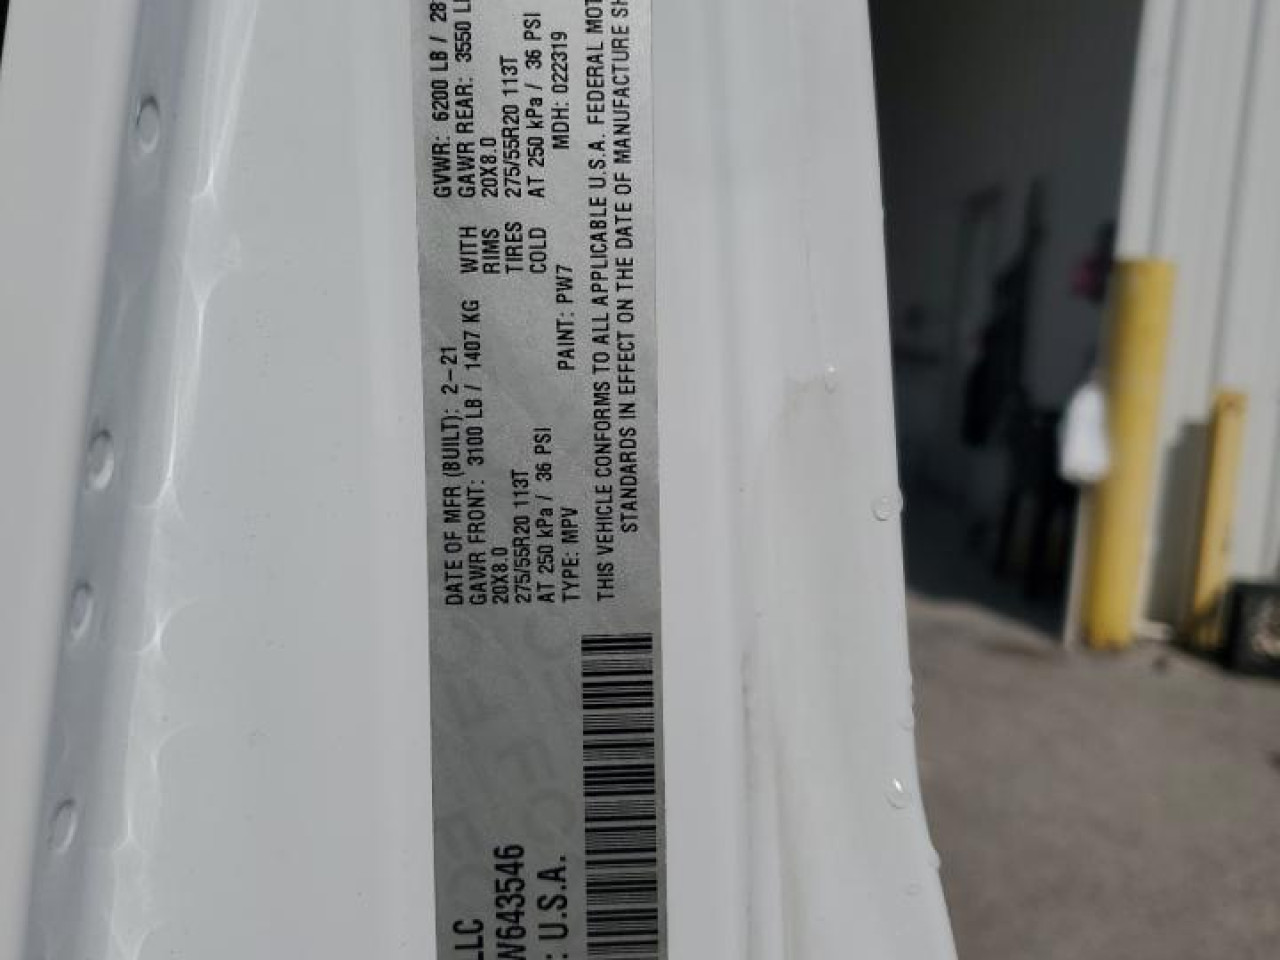 LLC
W643546
: U.S.A.
DATE OF MFR (BUILT): 2-21
GVWR: 6200 LB / 28
GAWR FRONT: 3100 LB / 1407 KG WITH
GAWR REAR: 3550 L
20X8.0 RIMS 20X8.0
275/55R20 113T TIRES 275/55R20 113T
AT 250 kPa / 36 PSI COLD AT 250 kPa / 36 PSI
TYPE: MPV PAINT: PW7 MDH: 022319
THIS VEHICLE CONFORMS TO ALL APPLICABLE U.S.A. FEDERAL MOT
STANDARDS IN EFFECT ON THE DATE OF MANUFACTURE SH